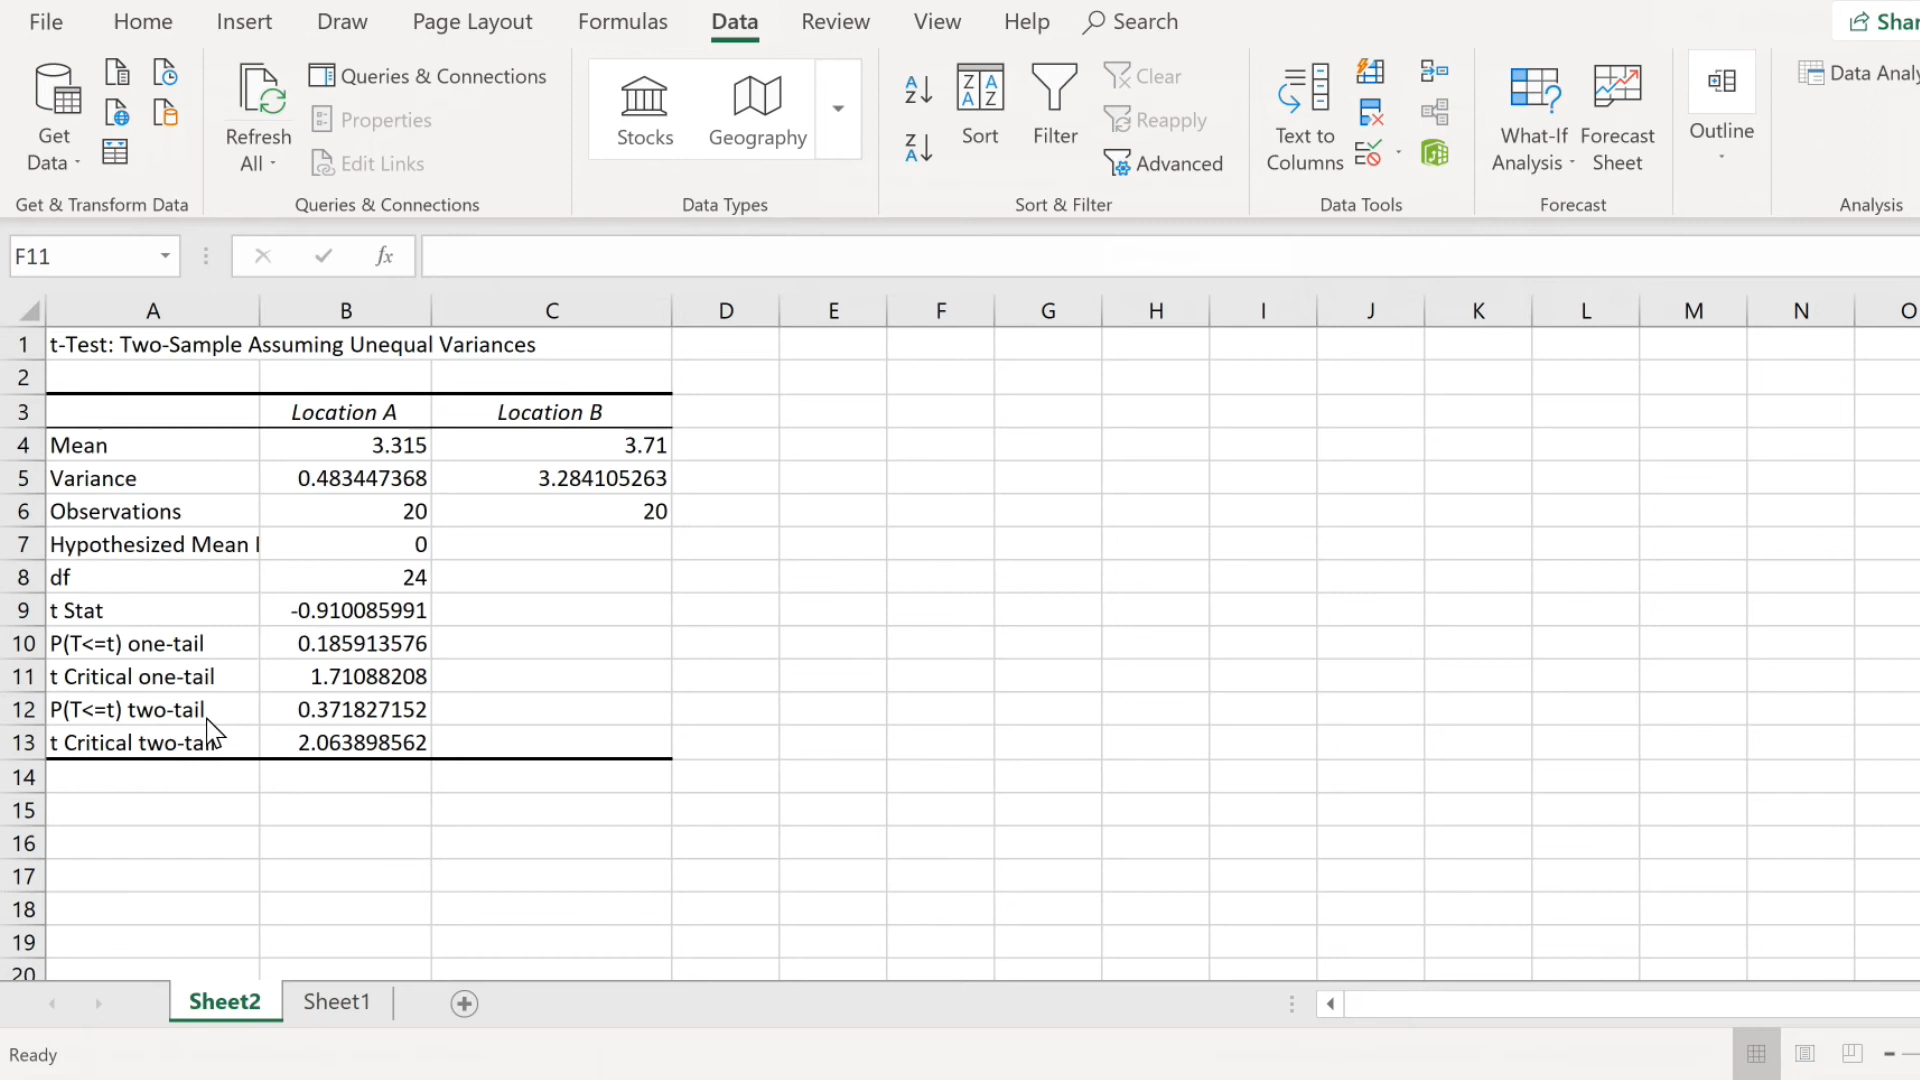 File Home Insert Draw Page Layout Formulas Data Review View Help Search Shar
Get Data
Refresh All
Queries & Connections
Properties
Edit Links
Stocks Geography
Sort Filter
Clear
Reapply
Advanced
Text to Columns
What-If Analysis
Forecast Sheet
Outline
Data Analy
Get & Transform Data Queries & Connections Data Types Sort & Filter Data Tools Forecast Analysis
F11 fx
A B C D E F G H I J K L M N O
1 t-Test: Two-Sample Assuming Unequal Variances
2
3 Location A Location B
4 Mean 3.315 3.71
5 Variance 0.483447368 3.284105263
6 Observations 20 20
7 Hypothesized Mean 0
8 df 24
9 t Stat -0.910085991
10 P(T<=t) one-tail 0.185913576
11 t Critical one-tail 1.71088208
12 P(T<=t) two-tail 0.371827152
13 t Critical two-tail 2.063898562
14
15
16
17
18
19
20
Sheet2 Sheet1
Ready